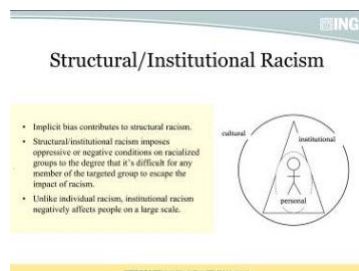 WING
Structural/Institutional Racism
• Implicit bias contributes to structural racism.
• Structural/institutional racism imposes
oppressive or negative conditions on racialized
groups to the degree that it's difficult for any
member of the targeted group to escape the
impact of racism.
• Unlike individual racism, institutional racism
negatively affects people on a large scale.
cultural
institutional
personal